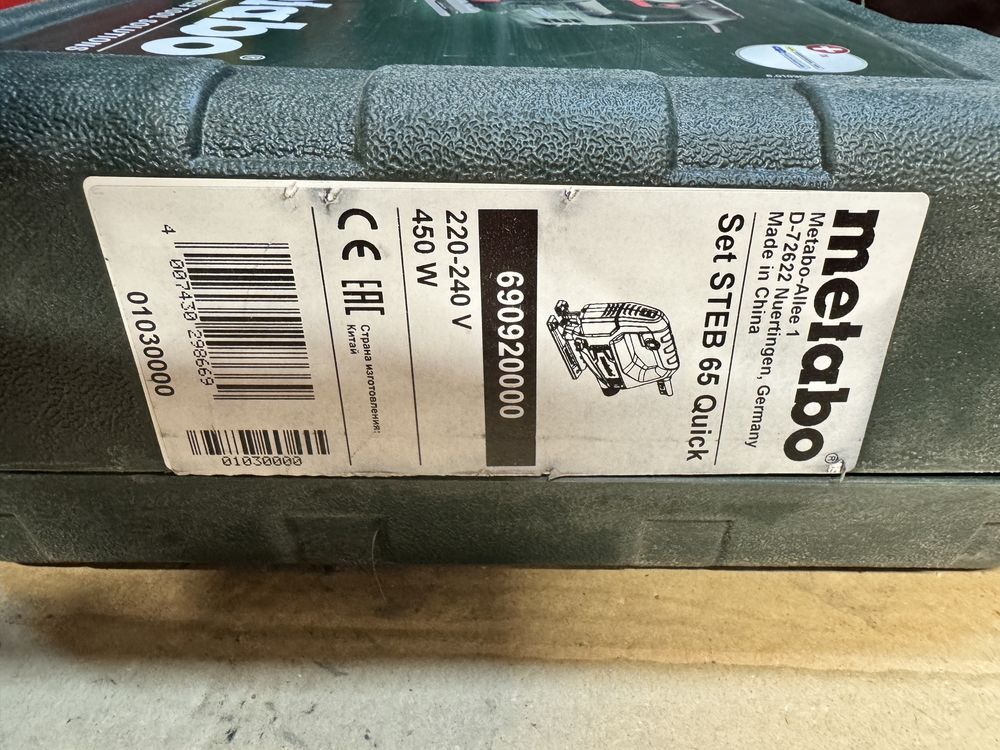 metabo®
Metabo-Allee 1
D-72622 Nuertingen, Germany
Made in China
Set STEB 65 Quick
690920000
220-240 V
450 W
CE EAC
Страна изготовления:
Китай
4 007430 298669
01030000
01030000